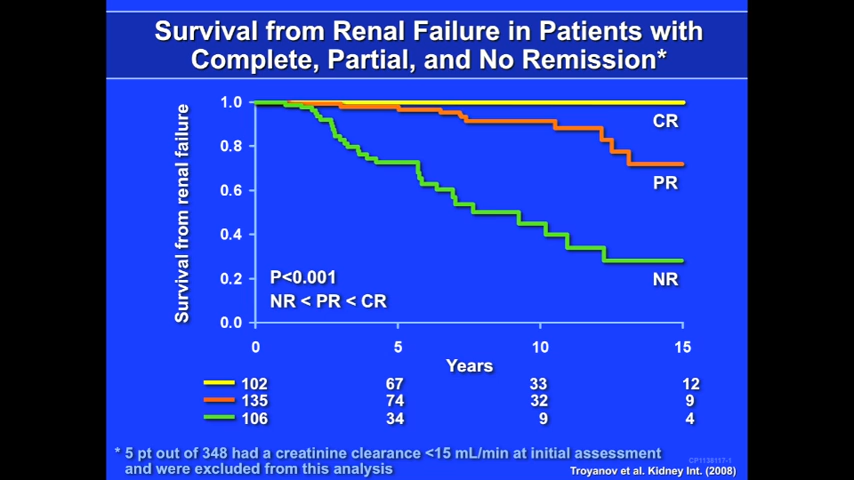 Survival from Renal Failure in Patients with
Complete, Partial, and No Remission*
Survival from renal failure
1.0
0.8
0.6
0.4
0.2
0.0
CR
PR
NR
P<0.001
NR < PR < CR
0 5 10 15
Years
102 67 33 12
135 74 32 9
106 34 9 4
* 5 pt out of 348 had a creatinine clearance <15 mL/min at initial assessment
and were excluded from this analysis
CP1138117-1
Troyanov et al. Kidney Int. (2008)